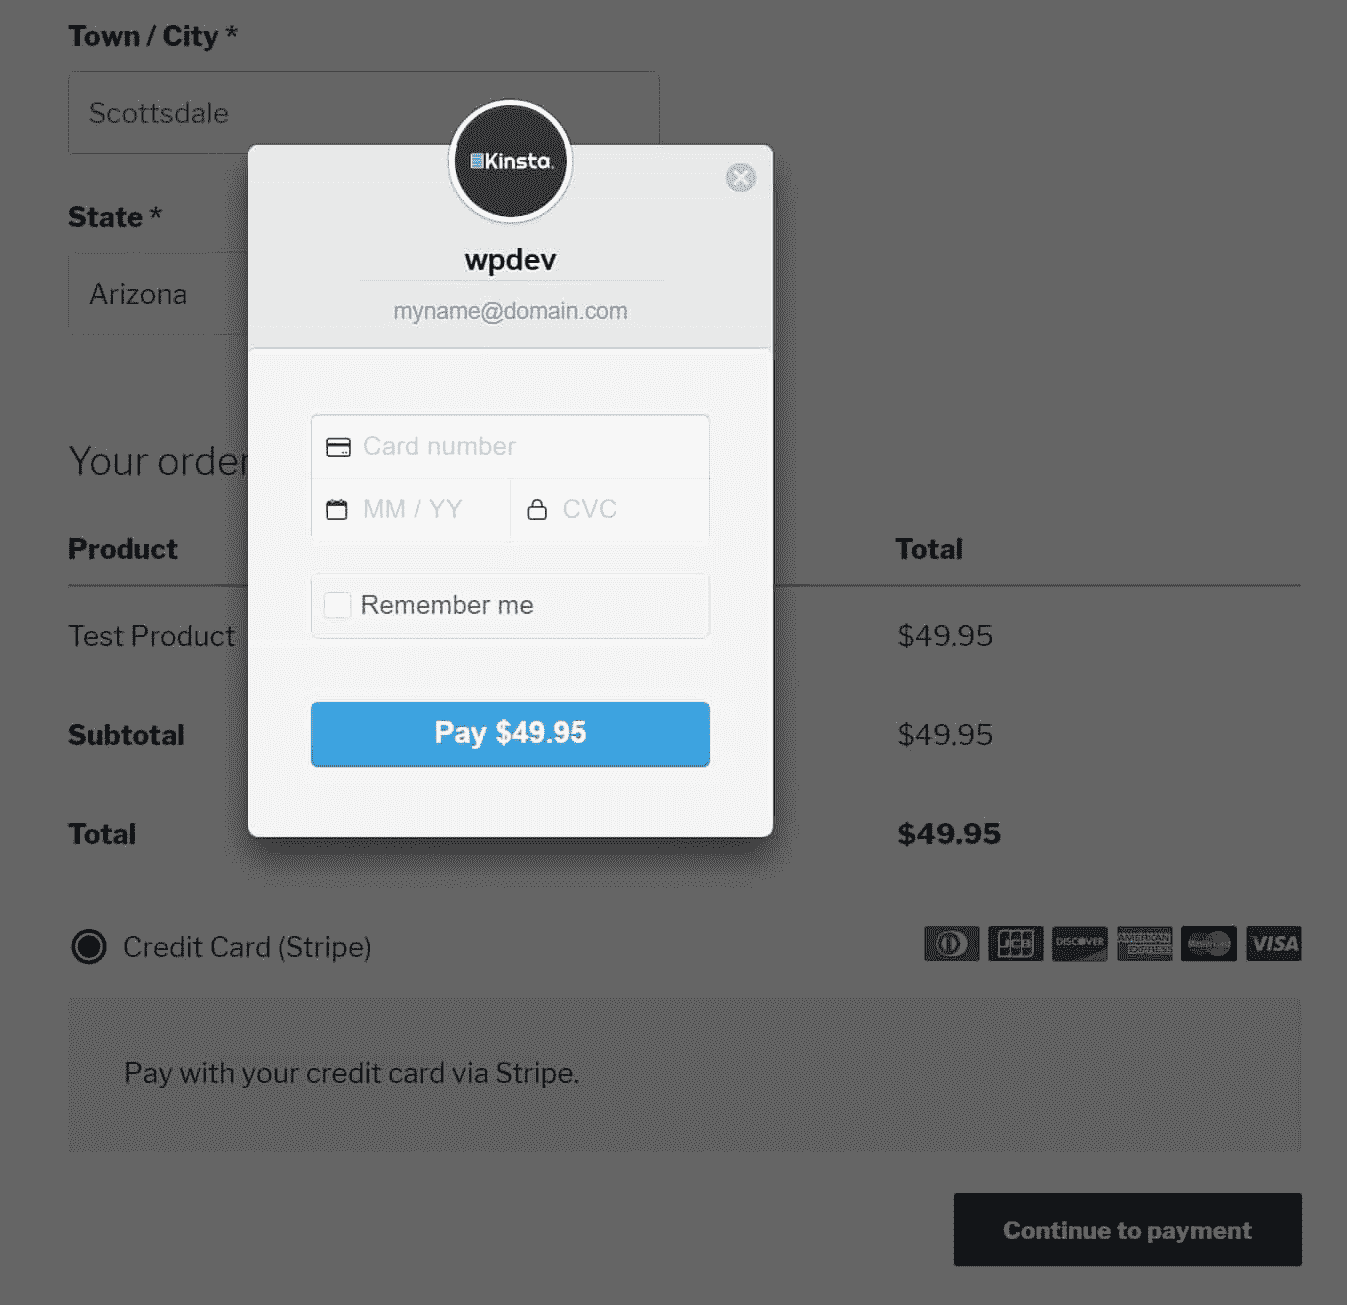 Town / City *
Scottsdale
Kinsta
State *
wpdev
Arizona
myname@domain.com
Card number
Your order
MM / YY
CVC
Product
Total
Remember me
Test Product
$49.95
Pay $49.95
Subtotal
$49.95
Total
$49.95
Credit Card (Stripe)
JCB
DISCOVER
AMERICAN EXPRESS
MasterCard
VISA
Pay with your credit card via Stripe.
Continue to payment